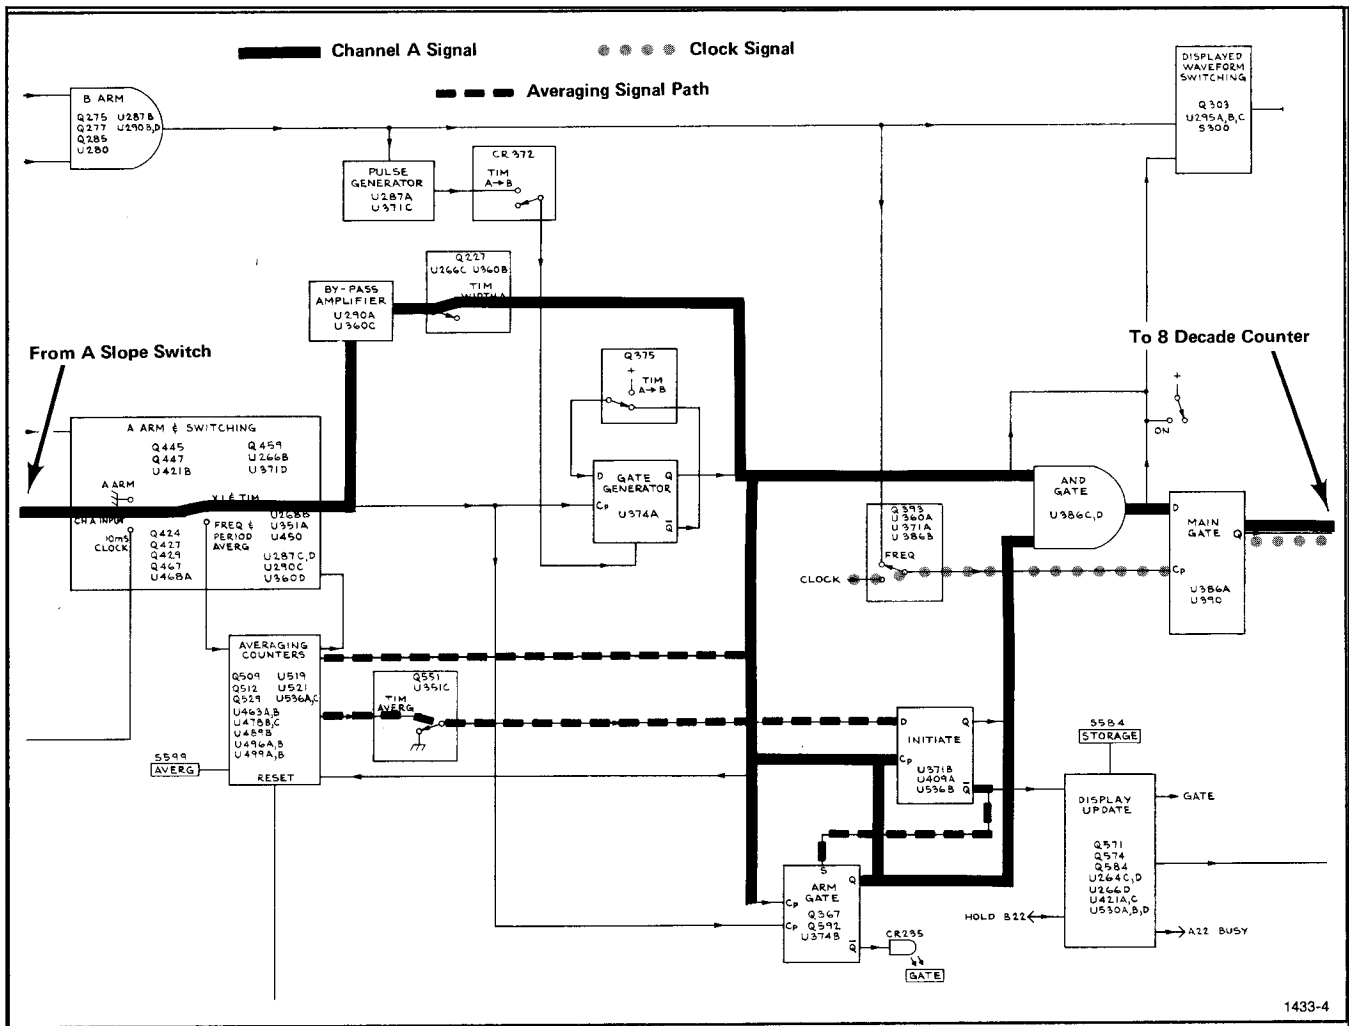 Channel A Signal
Clock Signal
Averaging Signal Path
B ARM
Q275 U287B
Q277 U290B,D
Q285
U280
DISPLAYED
WAVEFORM
SWITCHING
Q303
U295A,B,C
S300
PULSE
GENERATOR
U287A
U371C
CR372
TIM
A→B
Q227
U266C U360B
TIM
WIDTH A
BY-PASS
AMPLIFIER
U290A
U360C
From A Slope Switch
To 8 Decade Counter
Q375
+
TIM
A→B
+
ON
A ARM & SWITCHING
Q445 Q459
Q447 U266B
U421B U371D
A ARM
X1 & TIM
CH A INPUT
U268B
10mS
CLOCK
FREQ &
PERIOD
AVERG
U351A
U450
Q424
Q427
Q429
Q467
U468A
U287C,D
U290C
U360D
D
Q
GATE
GENERATOR
Cp
U374A
Q
AND
GATE
U386C,D
Q393
U360A
U371A
U386B
FREQ
CLOCK
D
MAIN
GATE
Q
Cp
U386A
U390
AVERAGING
COUNTERS
Q509 U519
Q512 U521
Q529 U536A,C
U463A,B
U478B,C
U489B
U496A,B
U499A,B
RESET
S599
AVERG
Q551
U351C
TIM
AVERG
D
Q
INITIATE
Cp
U371B
U409A
U536B
Q
S584
STORAGE
DISPLAY
UPDATE
GATE
Q571
Q574
Q584
U264C,D
U266D
U421A,C
U530A,B,D
HOLD B22
A22 BUSY
S
Q
ARM
GATE
Cp
Q367
Q592
U374B
Cp
Q
CR235
GATE
1433-4